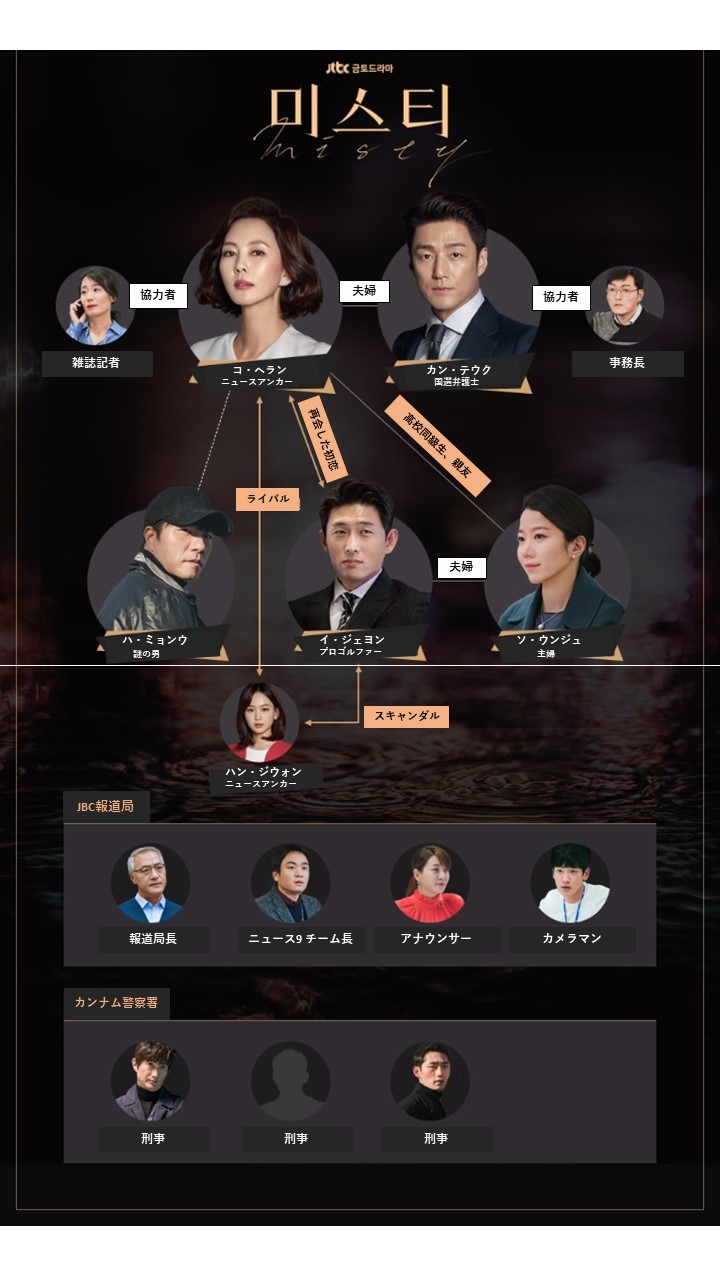 jtbc 금토드라마
미스티
misty
協力者
夫婦
協力者
雑誌記者
コ・ヘラン
ニュースアンカー
カン・テウク
国選弁護士
事務長
再会した初恋
高校同級生、親友
ライバル
夫婦
ハ・ミョンウ
謎の男
イ・ジェヨン
プロゴルファー
ソ・ウンジュ
主婦
スキャンダル
ハン・ジウォン
ニュースアンカー
JBC報道局
報道局長
ニュース9 チーム長
アナウンサー
カメラマン
カンナム警察署
刑事
刑事
刑事